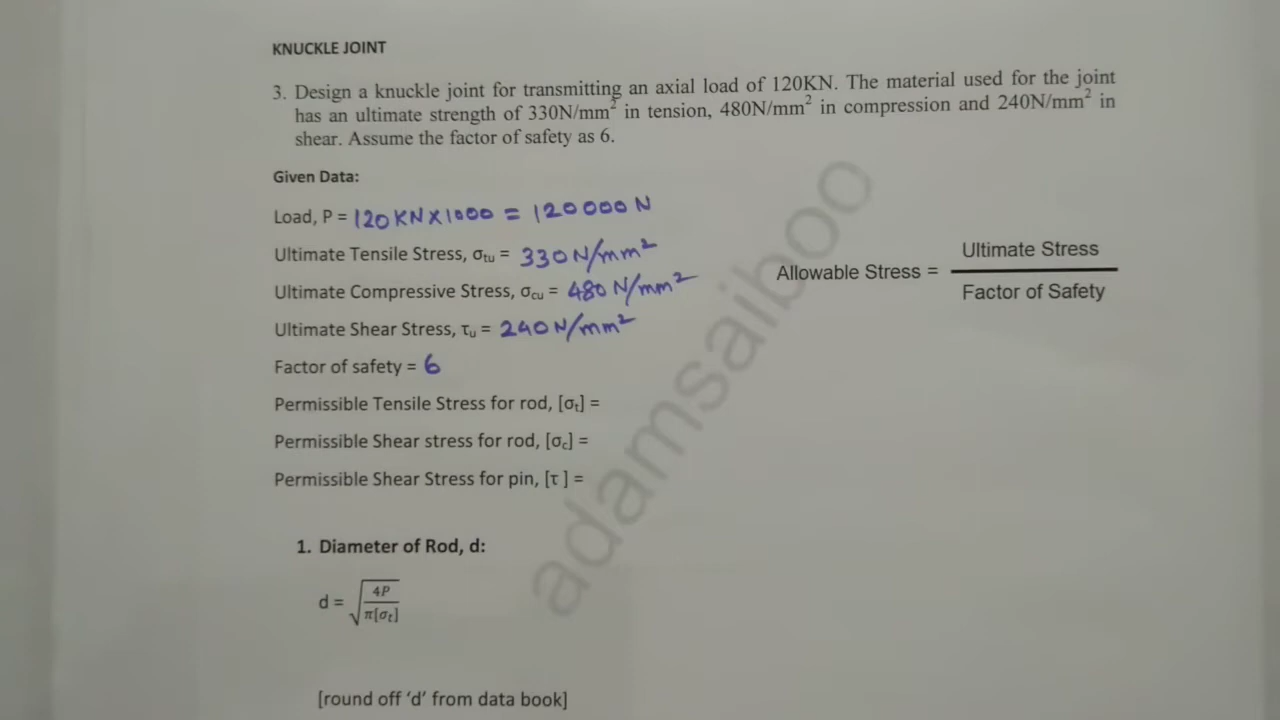 KNUCKLE JOINT
3. Design a knuckle joint for transmitting an axial load of 120KN. The material used for the joint
has an ultimate strength of 330N/mm² in tension, 480N/mm² in compression and 240N/mm² in
shear. Assume the factor of safety as 6.
Given Data:
Load, P = 120KN×1000 = 120000 N
Ultimate Tensile Stress, σtu = 330N/mm²
Ultimate Compressive Stress, σcu = 480 N/mm²
Ultimate Shear Stress, τu = 240N/mm²
Factor of safety = 6
Allowable Stress = Ultimate Stress / Factor of Safety
Permissible Tensile Stress for rod, [σt] =
Permissible Shear stress for rod, [σc] =
Permissible Shear Stress for pin, [τ ] =
1. Diameter of Rod, d:
d = √4P/π[σt]
[round off ‘d’ from data book]
adamsaiboo